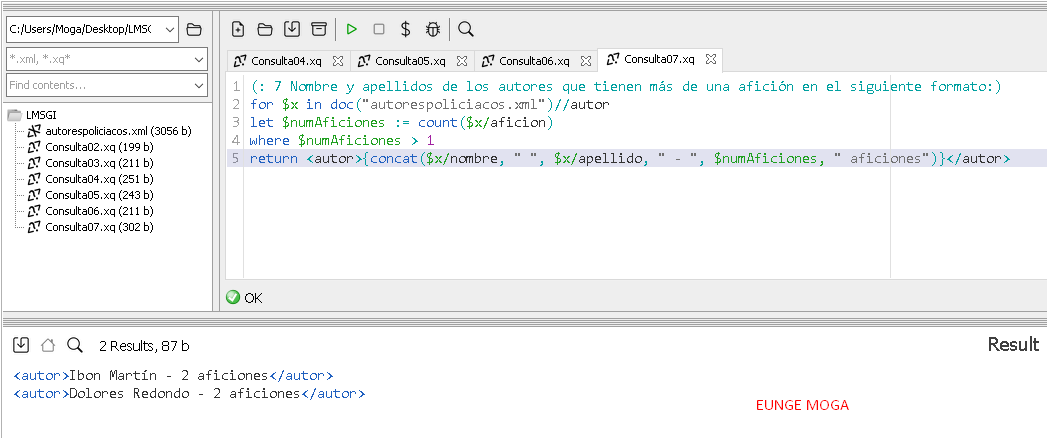 C:/Users/Moga/Desktop/LMSG
*.xml, *.xq*
Find contents...
LMSGI
autorespoliciacos.xml (3056 b)
Consulta02.xq (199 b)
Consulta03.xq (211 b)
Consulta04.xq (251 b)
Consulta05.xq (243 b)
Consulta06.xq (211 b)
Consulta07.xq (302 b)
Consulta04.xq Consulta05.xq Consulta06.xq Consulta07.xq
1 (: 7 Nombre y apellidos de los autores que tienen más de una afición en el siguiente formato:)
2 for $x in doc("autorespoliciacos.xml")//autor
3 let $numAficiones := count($x/aficion)
4 where $numAficiones > 1
5 return <autor>{concat($x/nombre, " ", $x/apellido, " - ", $numAficiones, " aficiones")}</autor>
OK
2 Results, 87 b
Result
<autor>Ibon Martín - 2 aficiones</autor>
<autor>Dolores Redondo - 2 aficiones</autor>
EUNGE MOGA